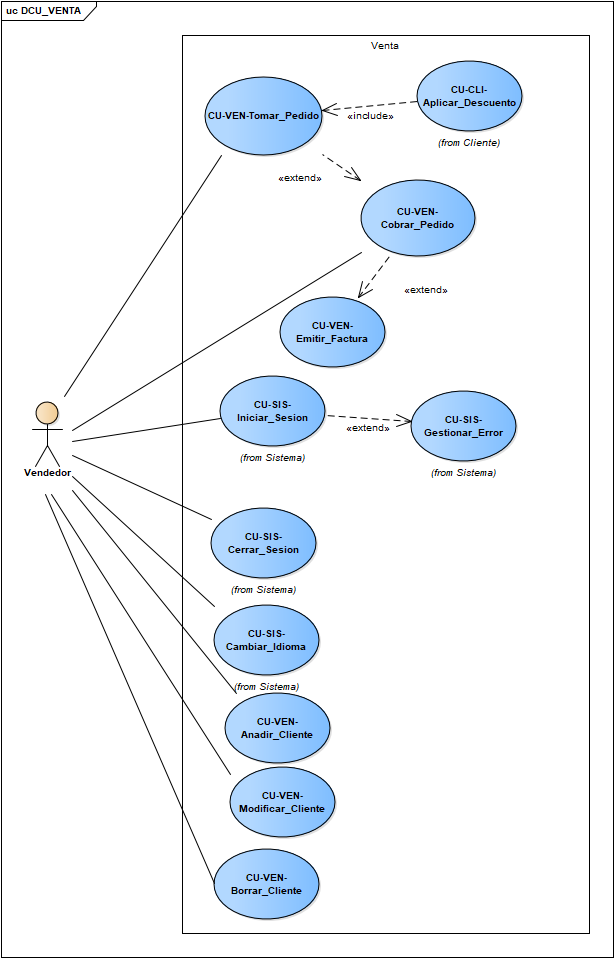 uc DCU_VENTA
Venta
CU-CLI-
Aplicar_Descuento
CU-VEN-Tomar_Pedido
«include»
(from Cliente)
«extend»
CU-VEN-
Cobrar_Pedido
«extend»
CU-VEN-
Emitir_Factura
CU-SIS-
Iniciar_Sesion
«extend»
CU-SIS-
Gestionar_Error
(from Sistema)
(from Sistema)
Vendedor
CU-SIS-
Cerrar_Sesion
(from Sistema)
CU-SIS-
Cambiar_Idioma
(from Sistema)
CU-VEN-
Anadir_Cliente
CU-VEN-
Modificar_Cliente
CU-VEN-
Borrar_Cliente